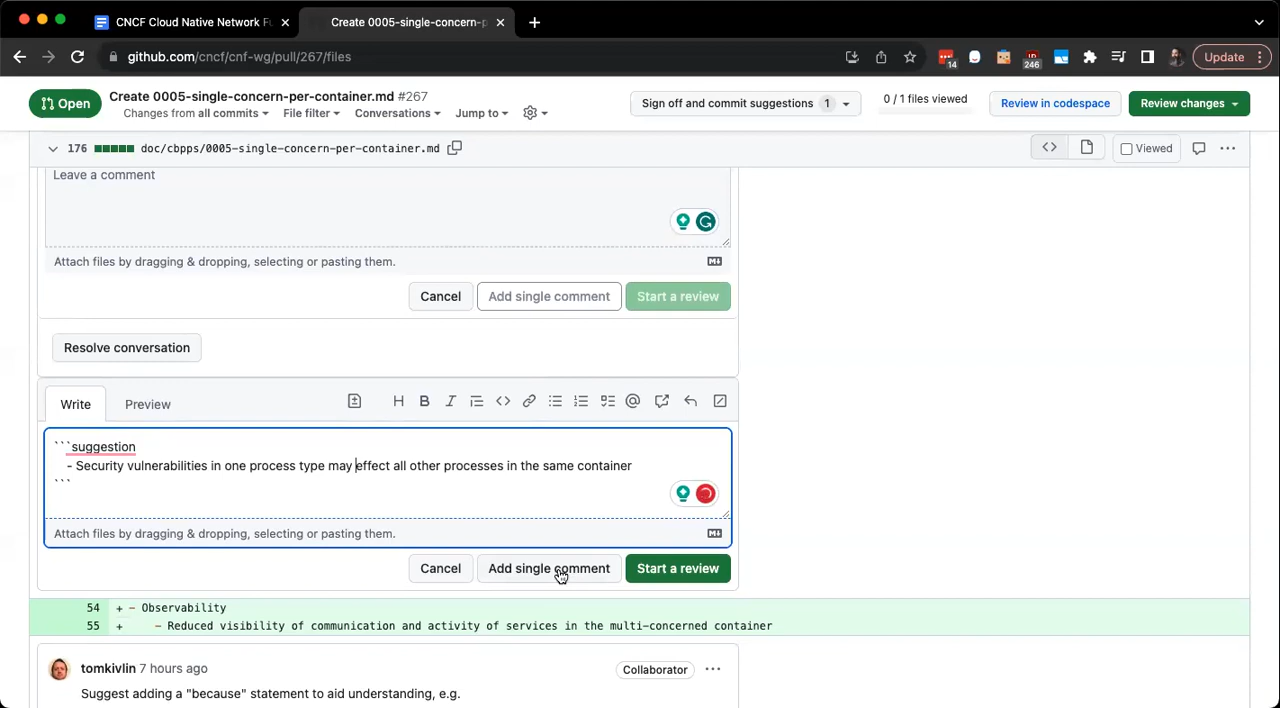 CNCF Cloud Native Network Fu
Create 0005-single-concern-p
github.com/cncf/cnf-wg/pull/267/files
14
246
Update
Open
Create 0005-single-concern-per-container.md #267
Changes from all commits
File filter
Conversations
Jump to
Sign off and commit suggestions 1
0 / 1 files viewed
Review in codespace
Review changes
176
doc/cbpps/0005-single-concern-per-container.md
Viewed
Leave a comment
Attach files by dragging & dropping, selecting or pasting them.
Cancel
Add single comment
Start a review
Resolve conversation
Write
Preview
```suggestion
- Security vulnerabilities in one process type may effect all other processes in the same container
```
Attach files by dragging & dropping, selecting or pasting them.
Cancel
Add single comment
Start a review
54 + - Observability
55 + - Reduced visibility of communication and activity of services in the multi-concerned container
tomkivlin 7 hours ago
Collaborator
Suggest adding a "because" statement to aid understanding, e.g.